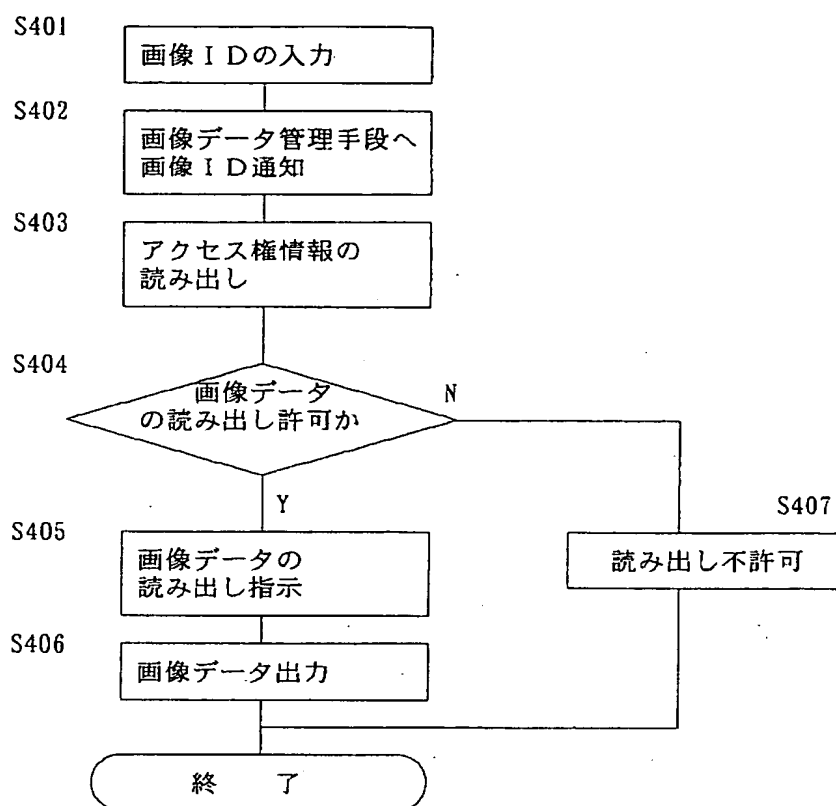 S401
画像ＩＤの入力
S402
画像データ管理手段へ
画像ＩＤ通知
S403
アクセス権情報の
読み出し
S404
画像データ
の読み出し許可か
N
Y
S405
画像データの
読み出し指示
S407
読み出し不許可
S406
画像データ出力
終　了